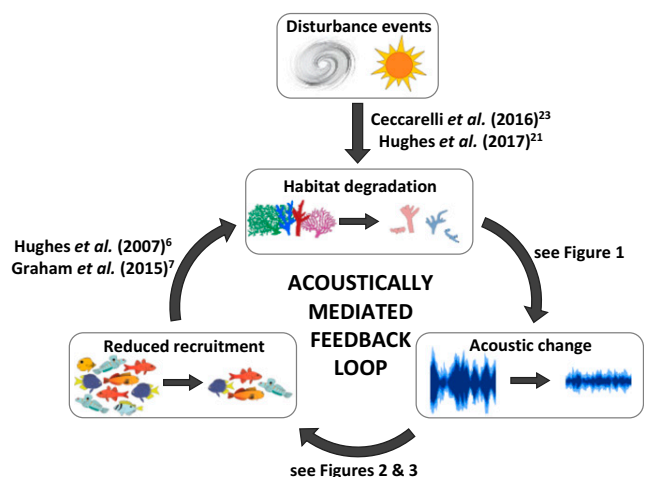 Disturbance events
Ceccarelli et al. (2016)23
Hughes et al. (2017)21
Habitat degradation
Hughes et al. (2007)6
Graham et al. (2015)7
see Figure 1
ACOUSTICALLY
MEDIATED
FEEDBACK
LOOP
Reduced recruitment
Acoustic change
see Figures 2 & 3